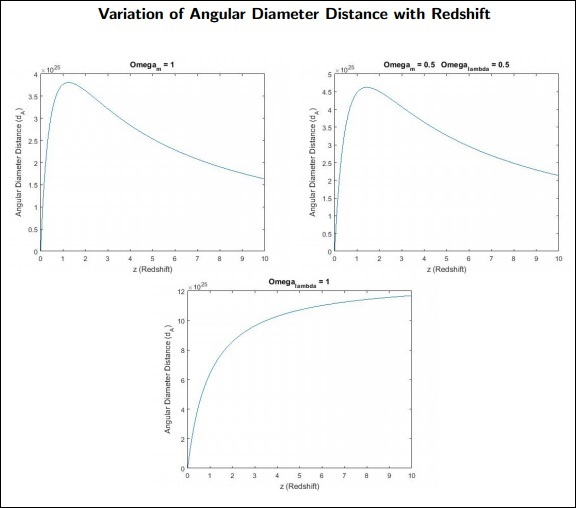 Variation of Angular Diameter Distance with Redshift
×10^25
Omega_m = 1
4
3.5
3
2.5
2
1.5
1
0.5
0
Angular Diameter Distance (d_A)
0 1 2 3 4 5 6 7 8 9 10
z (Redshift)
×10^25
Omega_m = 0.5 Omega_lambda = 0.5
5
4.5
4
3.5
3
2.5
2
1.5
1
0.5
0
Angular Diameter Distance (d_A)
0 1 2 3 4 5 6 7 8 9 10
z (Redshift)
×10^25
Omega_lambda = 1
12
10
8
6
4
2
0
Angular Diameter Distance (d_A)
0 1 2 3 4 5 6 7 8 9 10
z (Redshift)